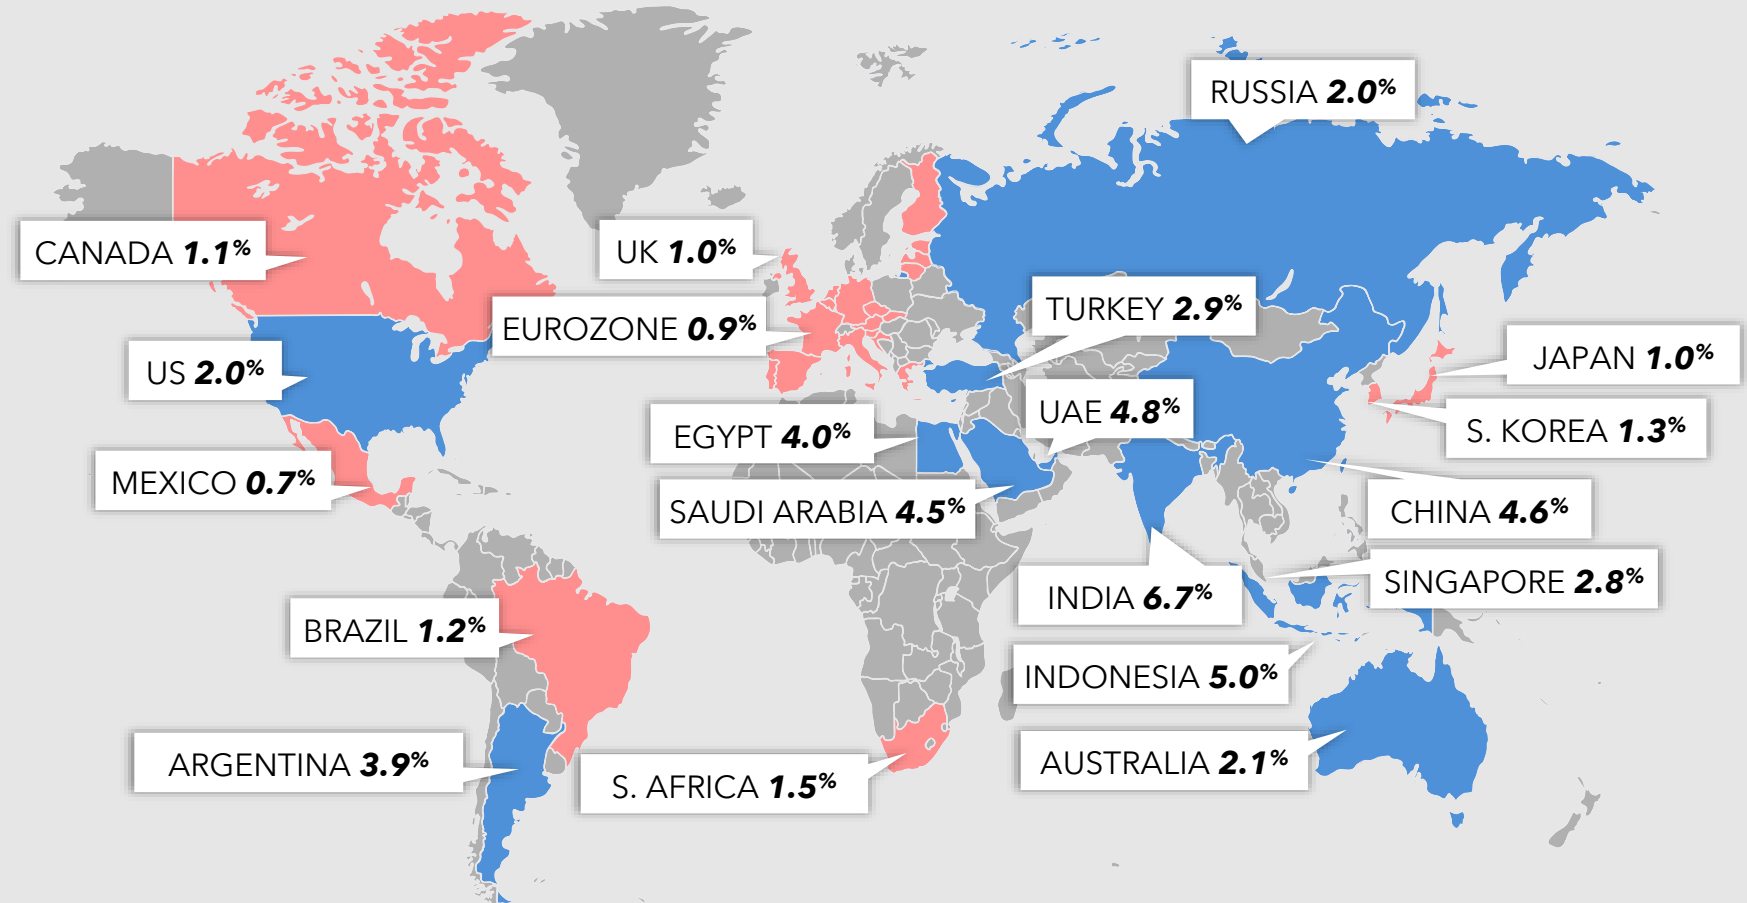 RUSSIA 2.0%
CANADA 1.1%
UK 1.0%
TURKEY 2.9%
EUROZONE 0.9%
JAPAN 1.0%
US 2.0%
UAE 4.8%
EGYPT 4.0%
S. KOREA 1.3%
MEXICO 0.7%
SAUDI ARABIA 4.5%
CHINA 4.6%
SINGAPORE 2.8%
INDIA 6.7%
BRAZIL 1.2%
INDONESIA 5.0%
ARGENTINA 3.9%
AUSTRALIA 2.1%
S. AFRICA 1.5%